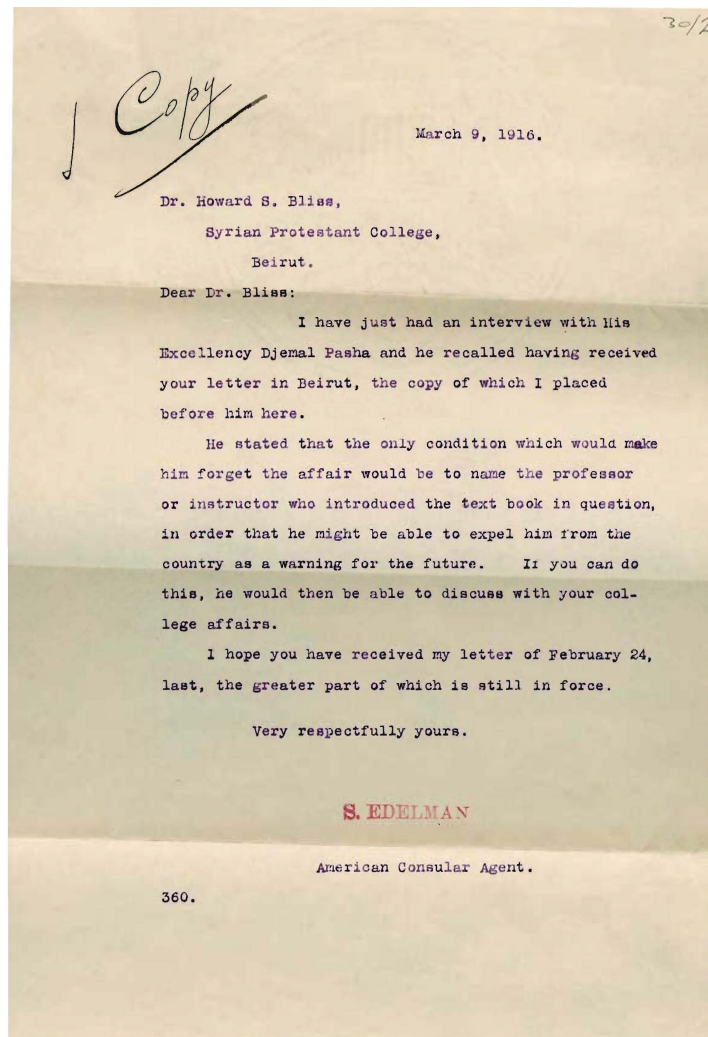 30/2
Copy
March 9, 1916.
Dr. Howard S. Bliss,
Syrian Protestant College,
Beirut.
Dear Dr. Bliss:
I have just had an interview with His
Excellency Djemal Pasha and he recalled having received
your letter in Beirut, the copy of which I placed
before him here.
He stated that the only condition which would make
him forget the affair would be to name the professor
or instructor who introduced the text book in question,
in order that he might be able to expel him from the
country as a warning for the future. If you can do
this, he would then be able to discuss with your col-
lege affairs.
I hope you have received my letter of February 24,
last, the greater part of which is still in force.
Very respectfully yours.
S. EDELMAN
American Consular Agent.
360.